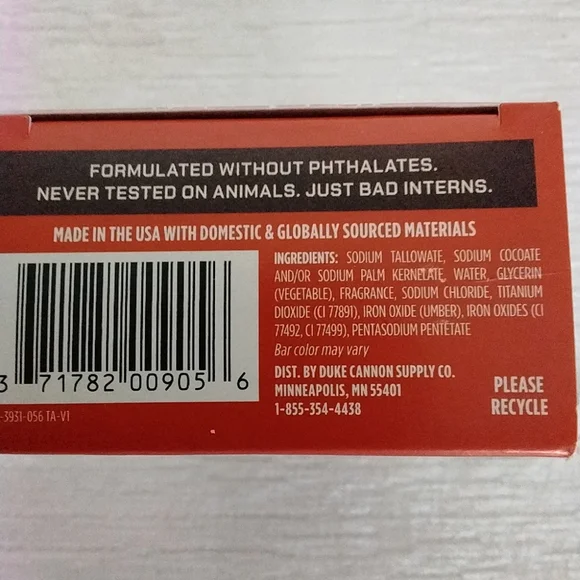 FORMULATED WITHOUT PHTHALATES.
NEVER TESTED ON ANIMALS. JUST BAD INTERNS.
MADE IN THE USA WITH DOMESTIC & GLOBALLY SOURCED MATERIALS
INGREDIENTS: SODIUM TALLOWATE, SODIUM COCOATE
AND/OR SODIUM PALM KERNELATE, WATER, GLYCERIN
(VEGETABLE), FRAGRANCE, SODIUM CHLORIDE, TITANIUM
DIOXIDE (CI 77891), IRON OXIDE (UMBER), IRON OXIDES (CI
77492, CI 77499), PENTASODIUM PENTETATE
Bar color may vary
DIST. BY DUKE CANNON SUPPLY CO.
MINNEAPOLIS, MN 55401
1-855-354-4438
PLEASE
RECYCLE
3 71782 00905 6
-3931-056 TA-V1